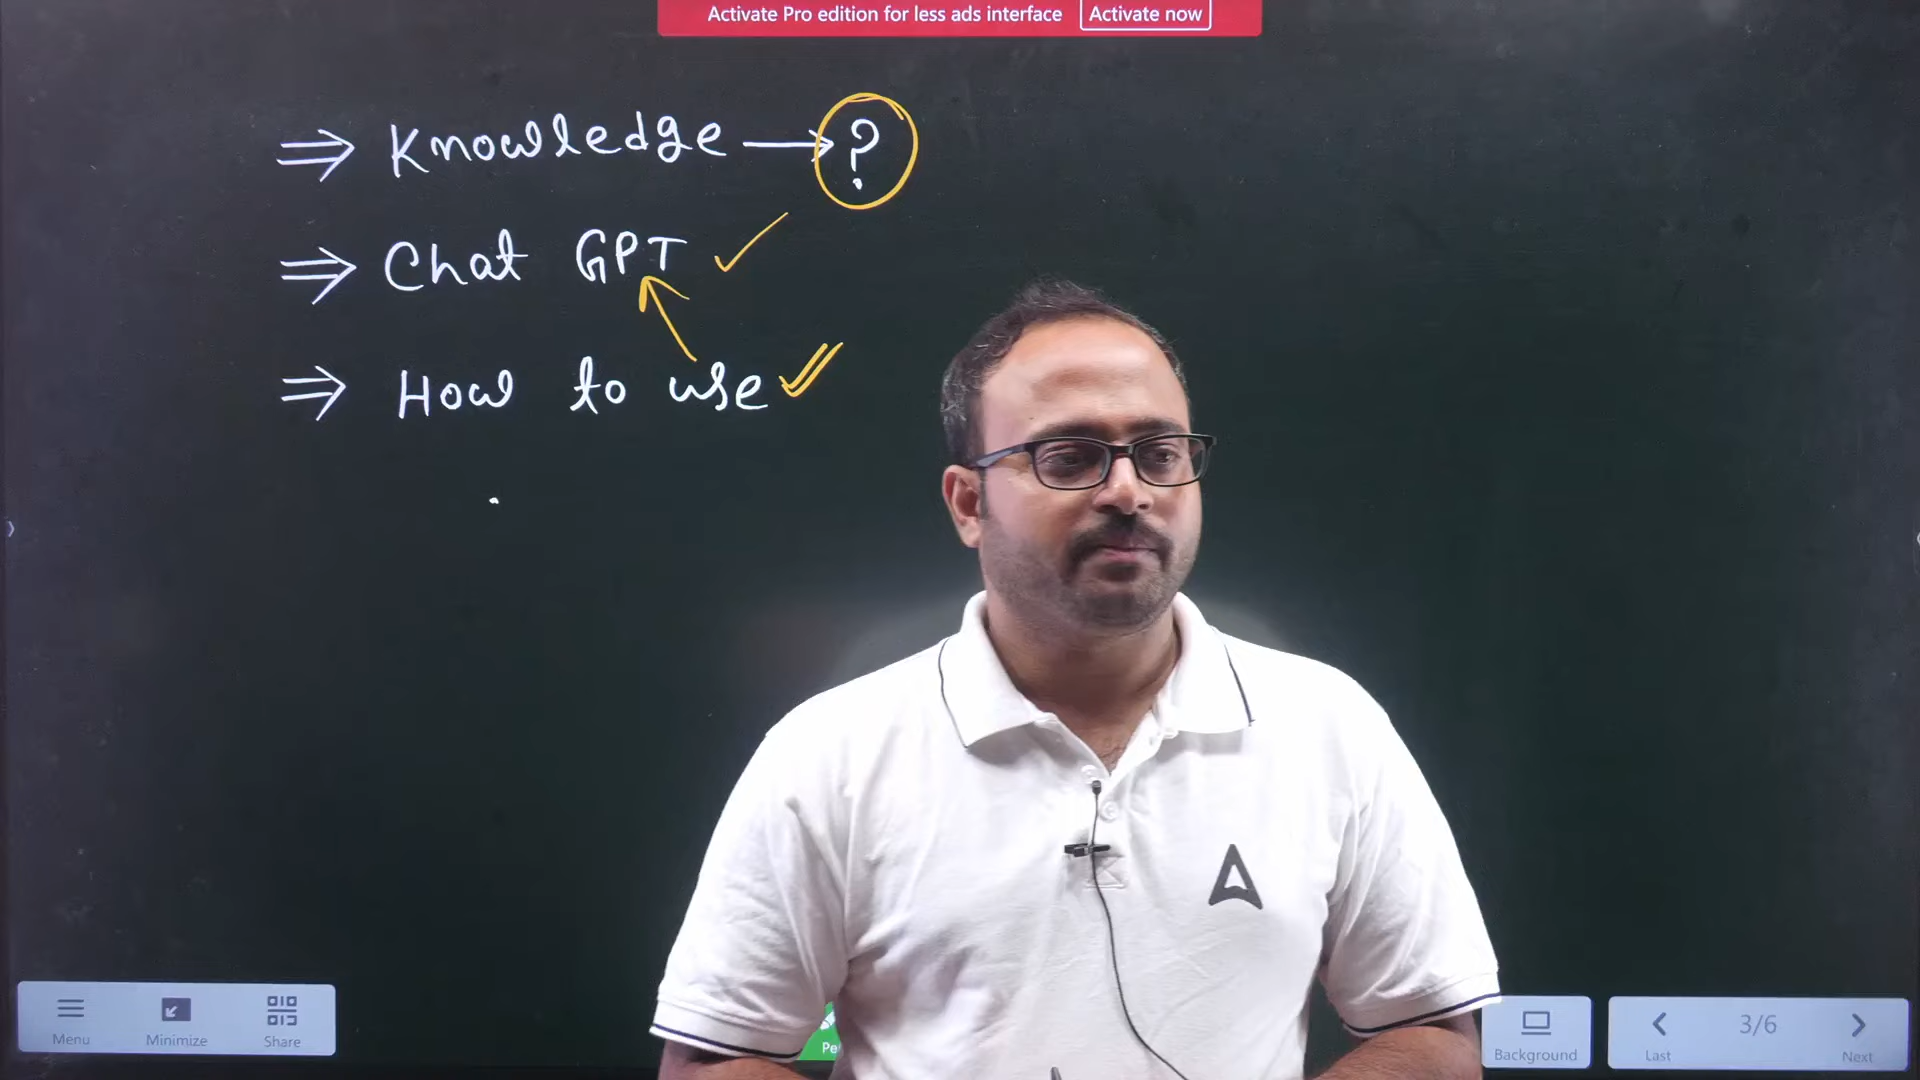 Activate Pro edition for less ads interface Activate now
⇒ Knowledge → ?
⇒ Chat GPT ✓
⇒ How to use ✓
Menu Minimize Share
Background
Last 3/6 Next